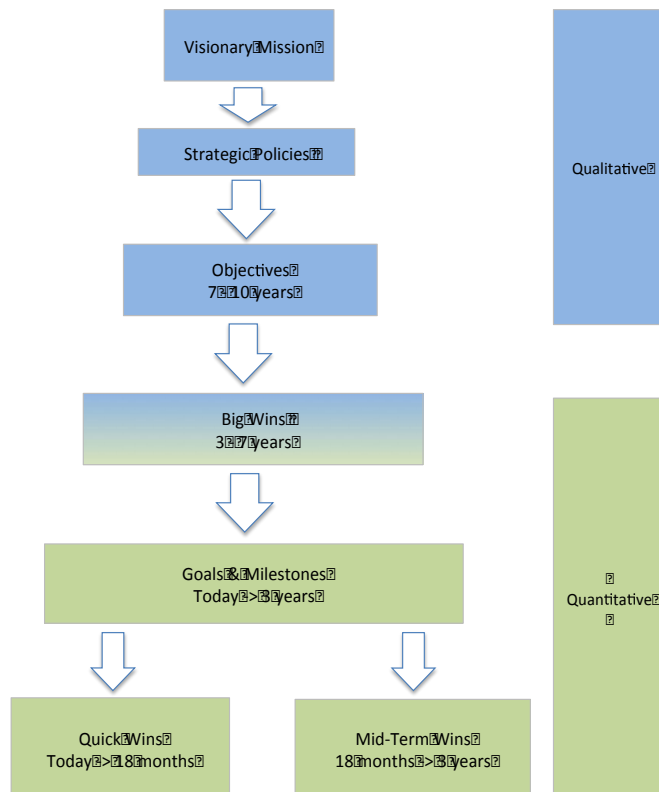 Visionary Mission
Strategic Policies
Qualitative
Objectives
7 - 10 years
Big Wins
3 - 7 years
Goals & Milestones
Today -> 3 years
Quantitative
Quick Wins
Today -> 18 months
Mid-Term Wins
18 months -> 3 years